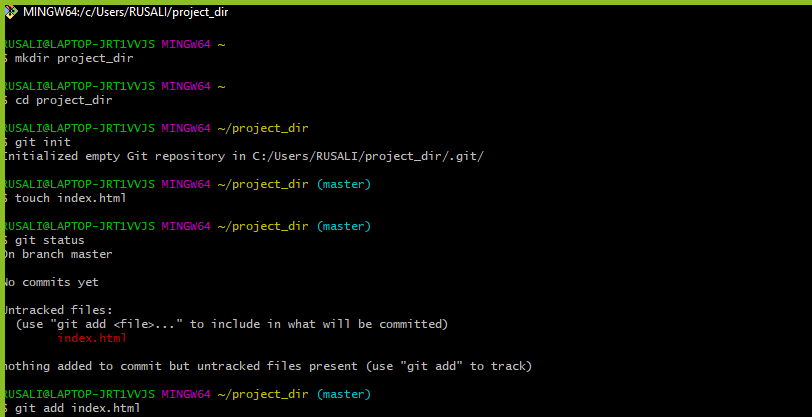 MINGW64:/c/Users/RUSALI/project_dir
RUSALI@LAPTOP-JRT1VVJS MINGW64 ~
$ mkdir project_dir
RUSALI@LAPTOP-JRT1VVJS MINGW64 ~
$ cd project_dir
RUSALI@LAPTOP-JRT1VVJS MINGW64 ~/project_dir
$ git init
Initialized empty Git repository in C:/Users/RUSALI/project_dir/.git/
RUSALI@LAPTOP-JRT1VVJS MINGW64 ~/project_dir (master)
$ touch index.html
RUSALI@LAPTOP-JRT1VVJS MINGW64 ~/project_dir (master)
$ git status
On branch master
No commits yet
Untracked files:
(use "git add <file>..." to include in what will be committed)
index.html
nothing added to commit but untracked files present (use "git add" to track)
RUSALI@LAPTOP-JRT1VVJS MINGW64 ~/project_dir (master)
$ git add index.html